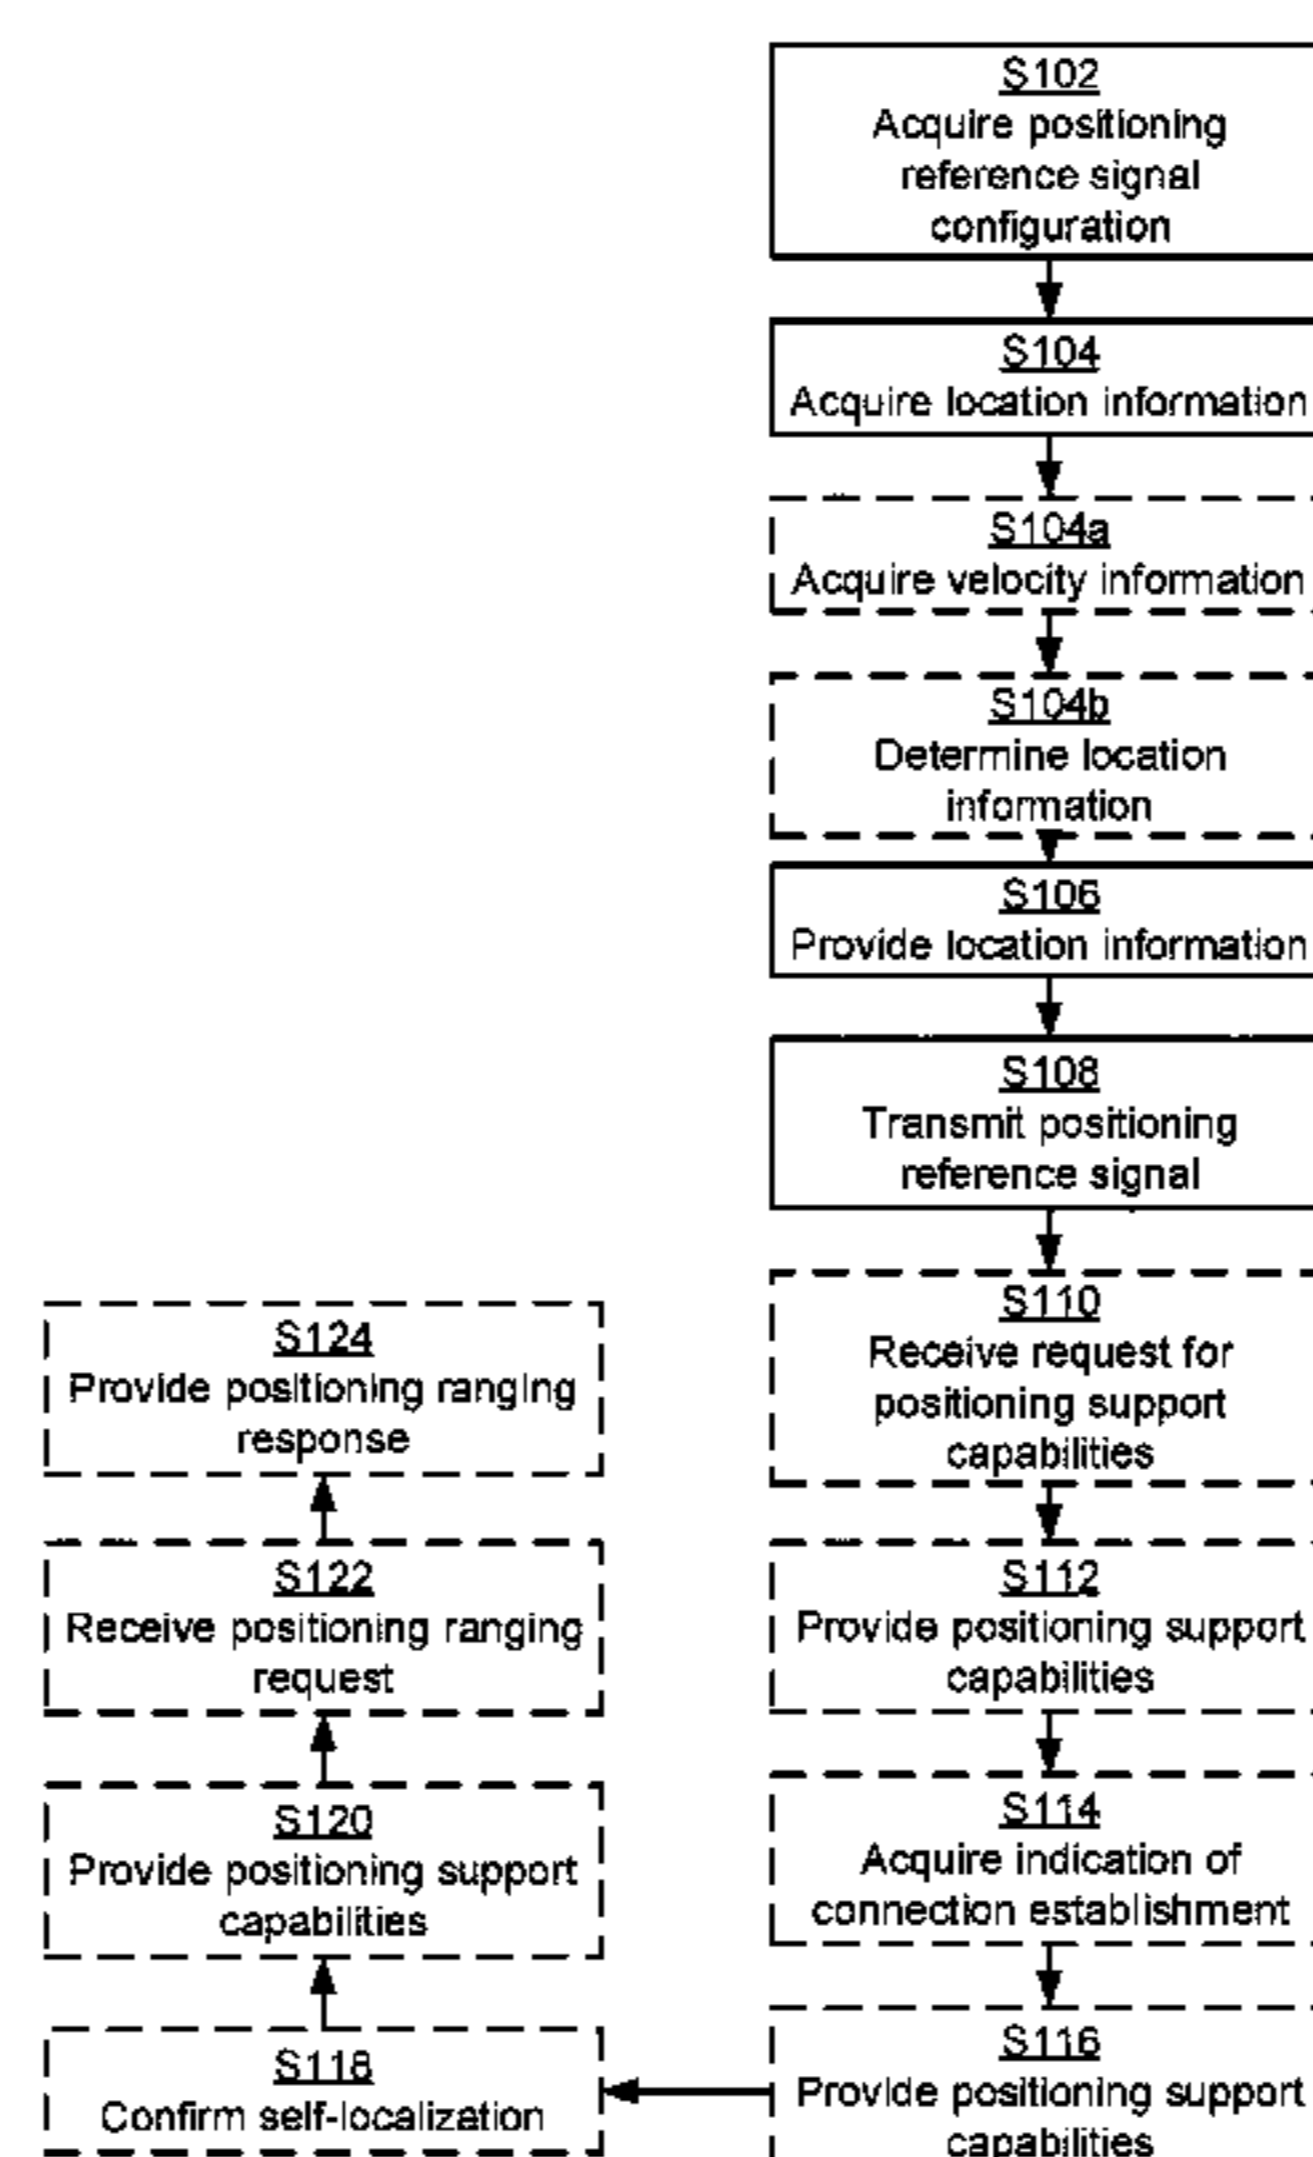 S102
Acquire positioning
reference signal
configuration
S104
Acquire location information
S104a
Acquire velocity information
S104b
Determine location
information
S106
Provide location information
S108
Transmit positioning
reference signal
S110
Receive request for
positioning support
capabilities
S112
Provide positioning support
capabilities
S114
Acquire indication of
connection establishment
S116
Provide positioning support
capabilities
S118
Confirm self-localization
S120
Provide positioning support
capabilities
S122
Receive positioning ranging
request
S124
Provide positioning ranging
response